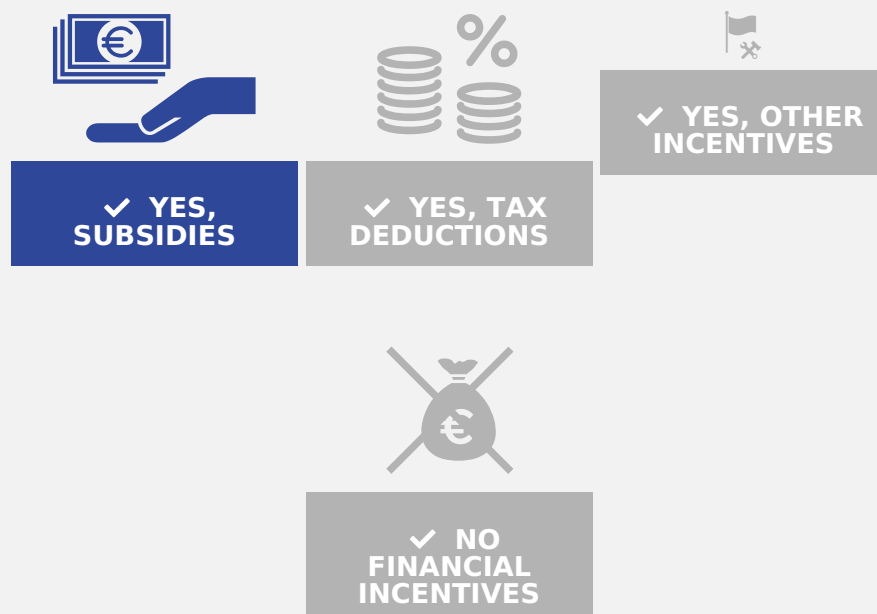 €
%
✓ YES,
SUBSIDIES
✓ YES, TAX
DEDUCTIONS
✓ YES, OTHER
INCENTIVES
€
✓ NO
FINANCIAL
INCENTIVES